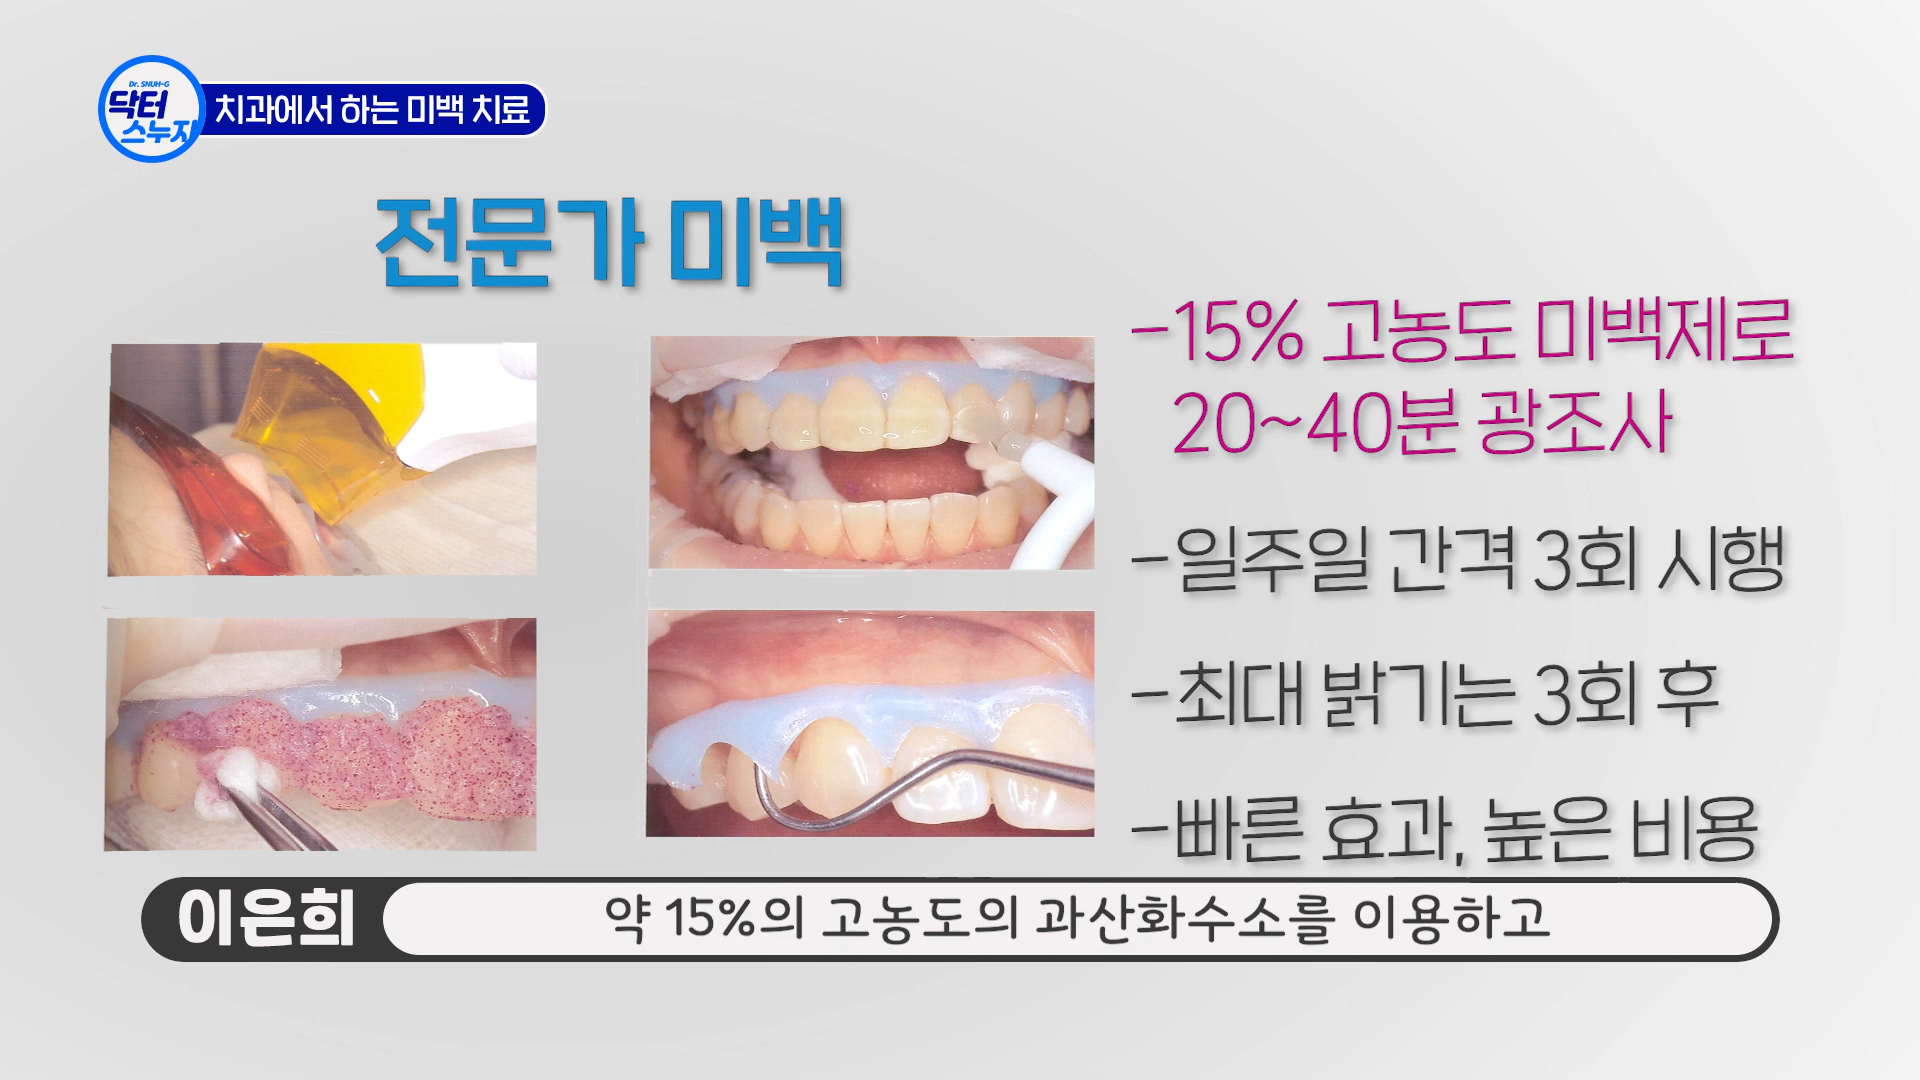 Dr. SNUH-G
닥터
스누지
치과에서 하는 미백 치료
전문가 미백
-15% 고농도 미백제로
20~40분 광조사
-일주일 간격 3회 시행
-최대 밝기는 3회 후
-빠른 효과, 높은 비용
이은희
약 15%의 고농도의 과산화수소를 이용하고